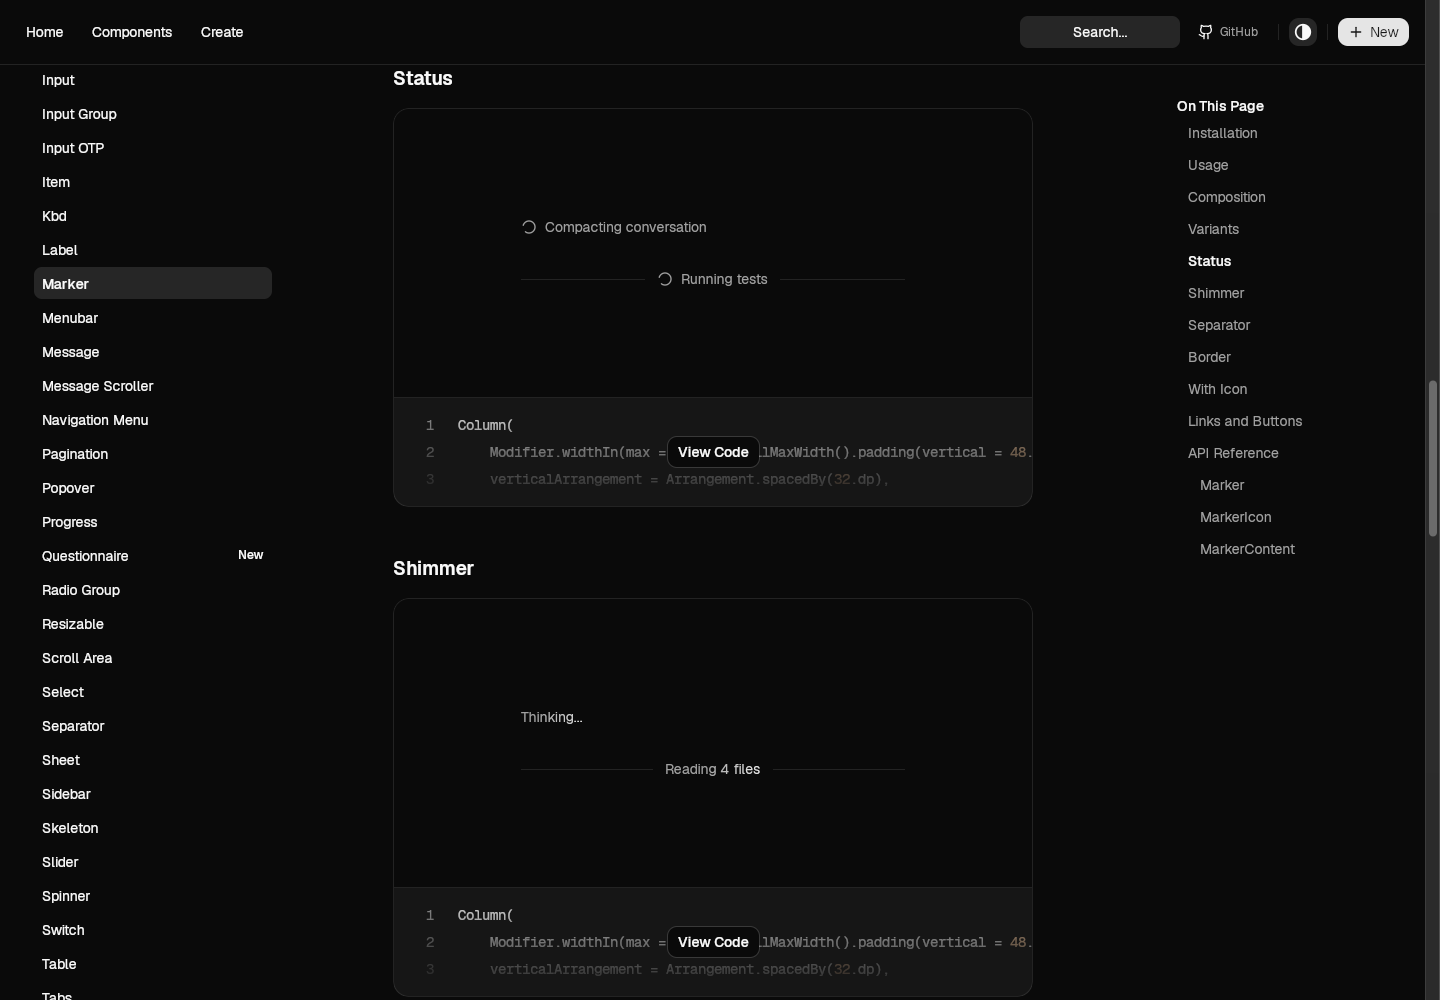 Home Components Create Search... GitHub New
Input
Input Group
Input OTP
Item
Kbd
Label
Marker
Menubar
Message
Message Scroller
Navigation Menu
Pagination
Popover
Progress
Questionnaire New
Radio Group
Resizable
Scroll Area
Select
Separator
Sheet
Sidebar
Skeleton
Slider
Spinner
Switch
Table
Tabs
Status
Compacting conversation
Running tests
1 Column(
2 Modifier.widthIn(max = View Code lMaxWidth().padding(vertical = 48.
3 verticalArrangement = Arrangement.spacedBy(32.dp),
Shimmer
Thinking...
Reading 4 files
1 Column(
2 Modifier.widthIn(max = View Code lMaxWidth().padding(vertical = 48.
3 verticalArrangement = Arrangement.spacedBy(32.dp),
On This Page
Installation
Usage
Composition
Variants
Status
Shimmer
Separator
Border
With Icon
Links and Buttons
API Reference
Marker
MarkerIcon
MarkerContent